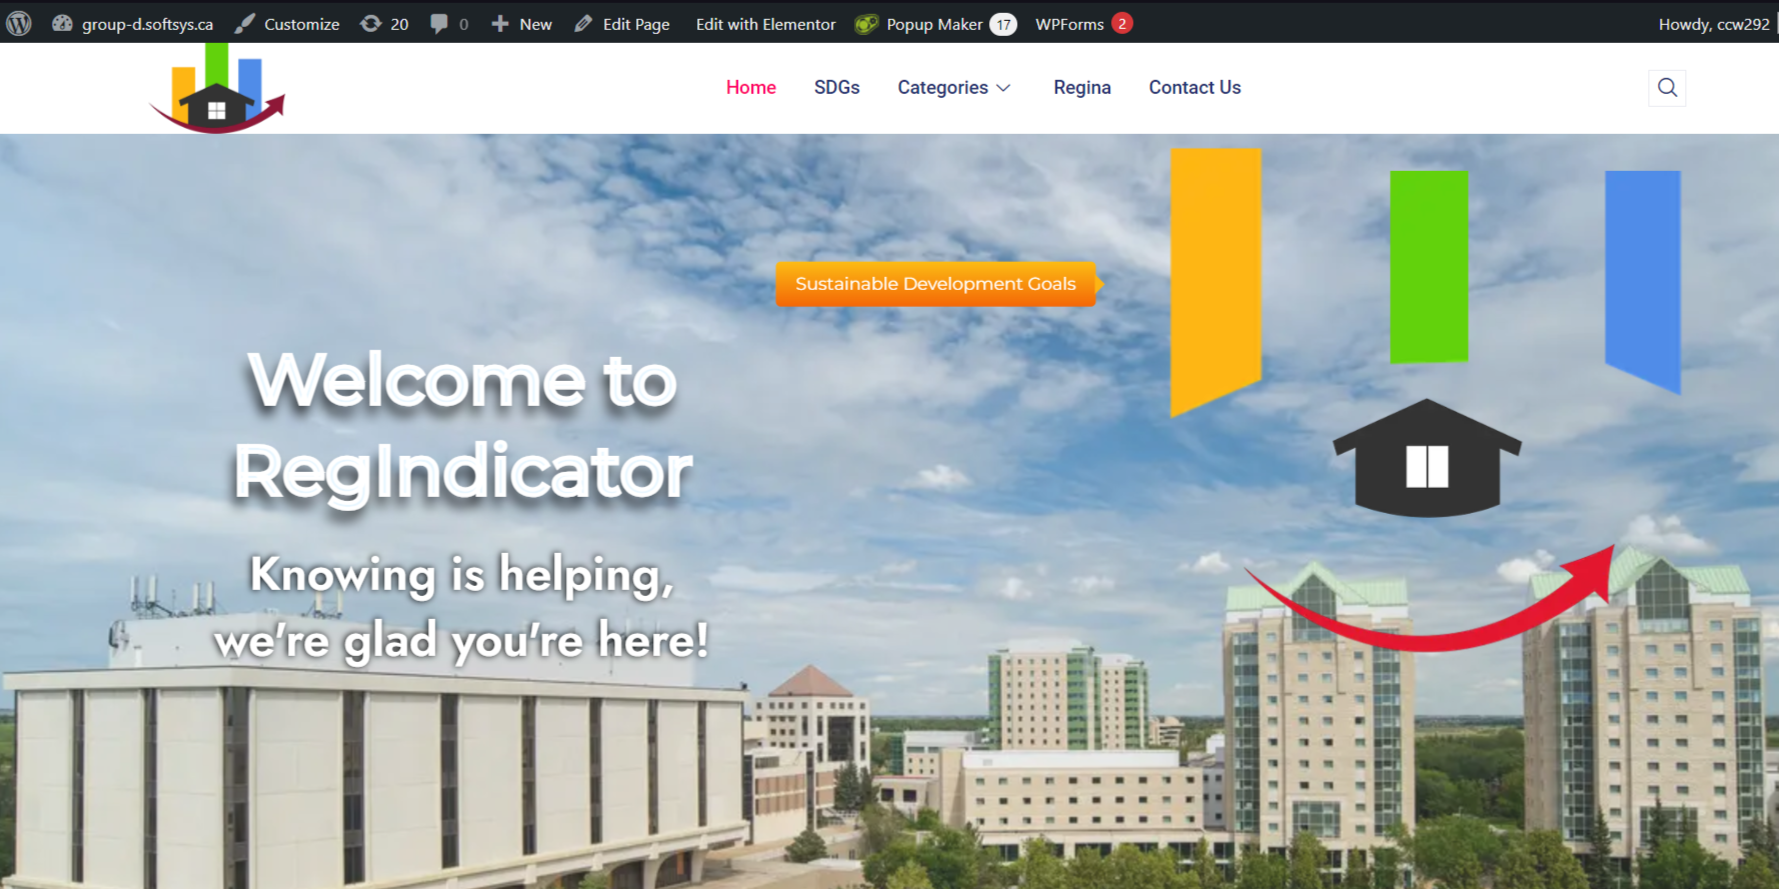 group-d.softsys.ca Customize 20 0 New Edit Page Edit with Elementor Popup Maker 17 WPForms 2 Howdy, ccw292
Home SDGs Categories Regina Contact Us
Sustainable Development Goals
Welcome to
RegIndicator
Knowing is helping,
we're glad you're here!